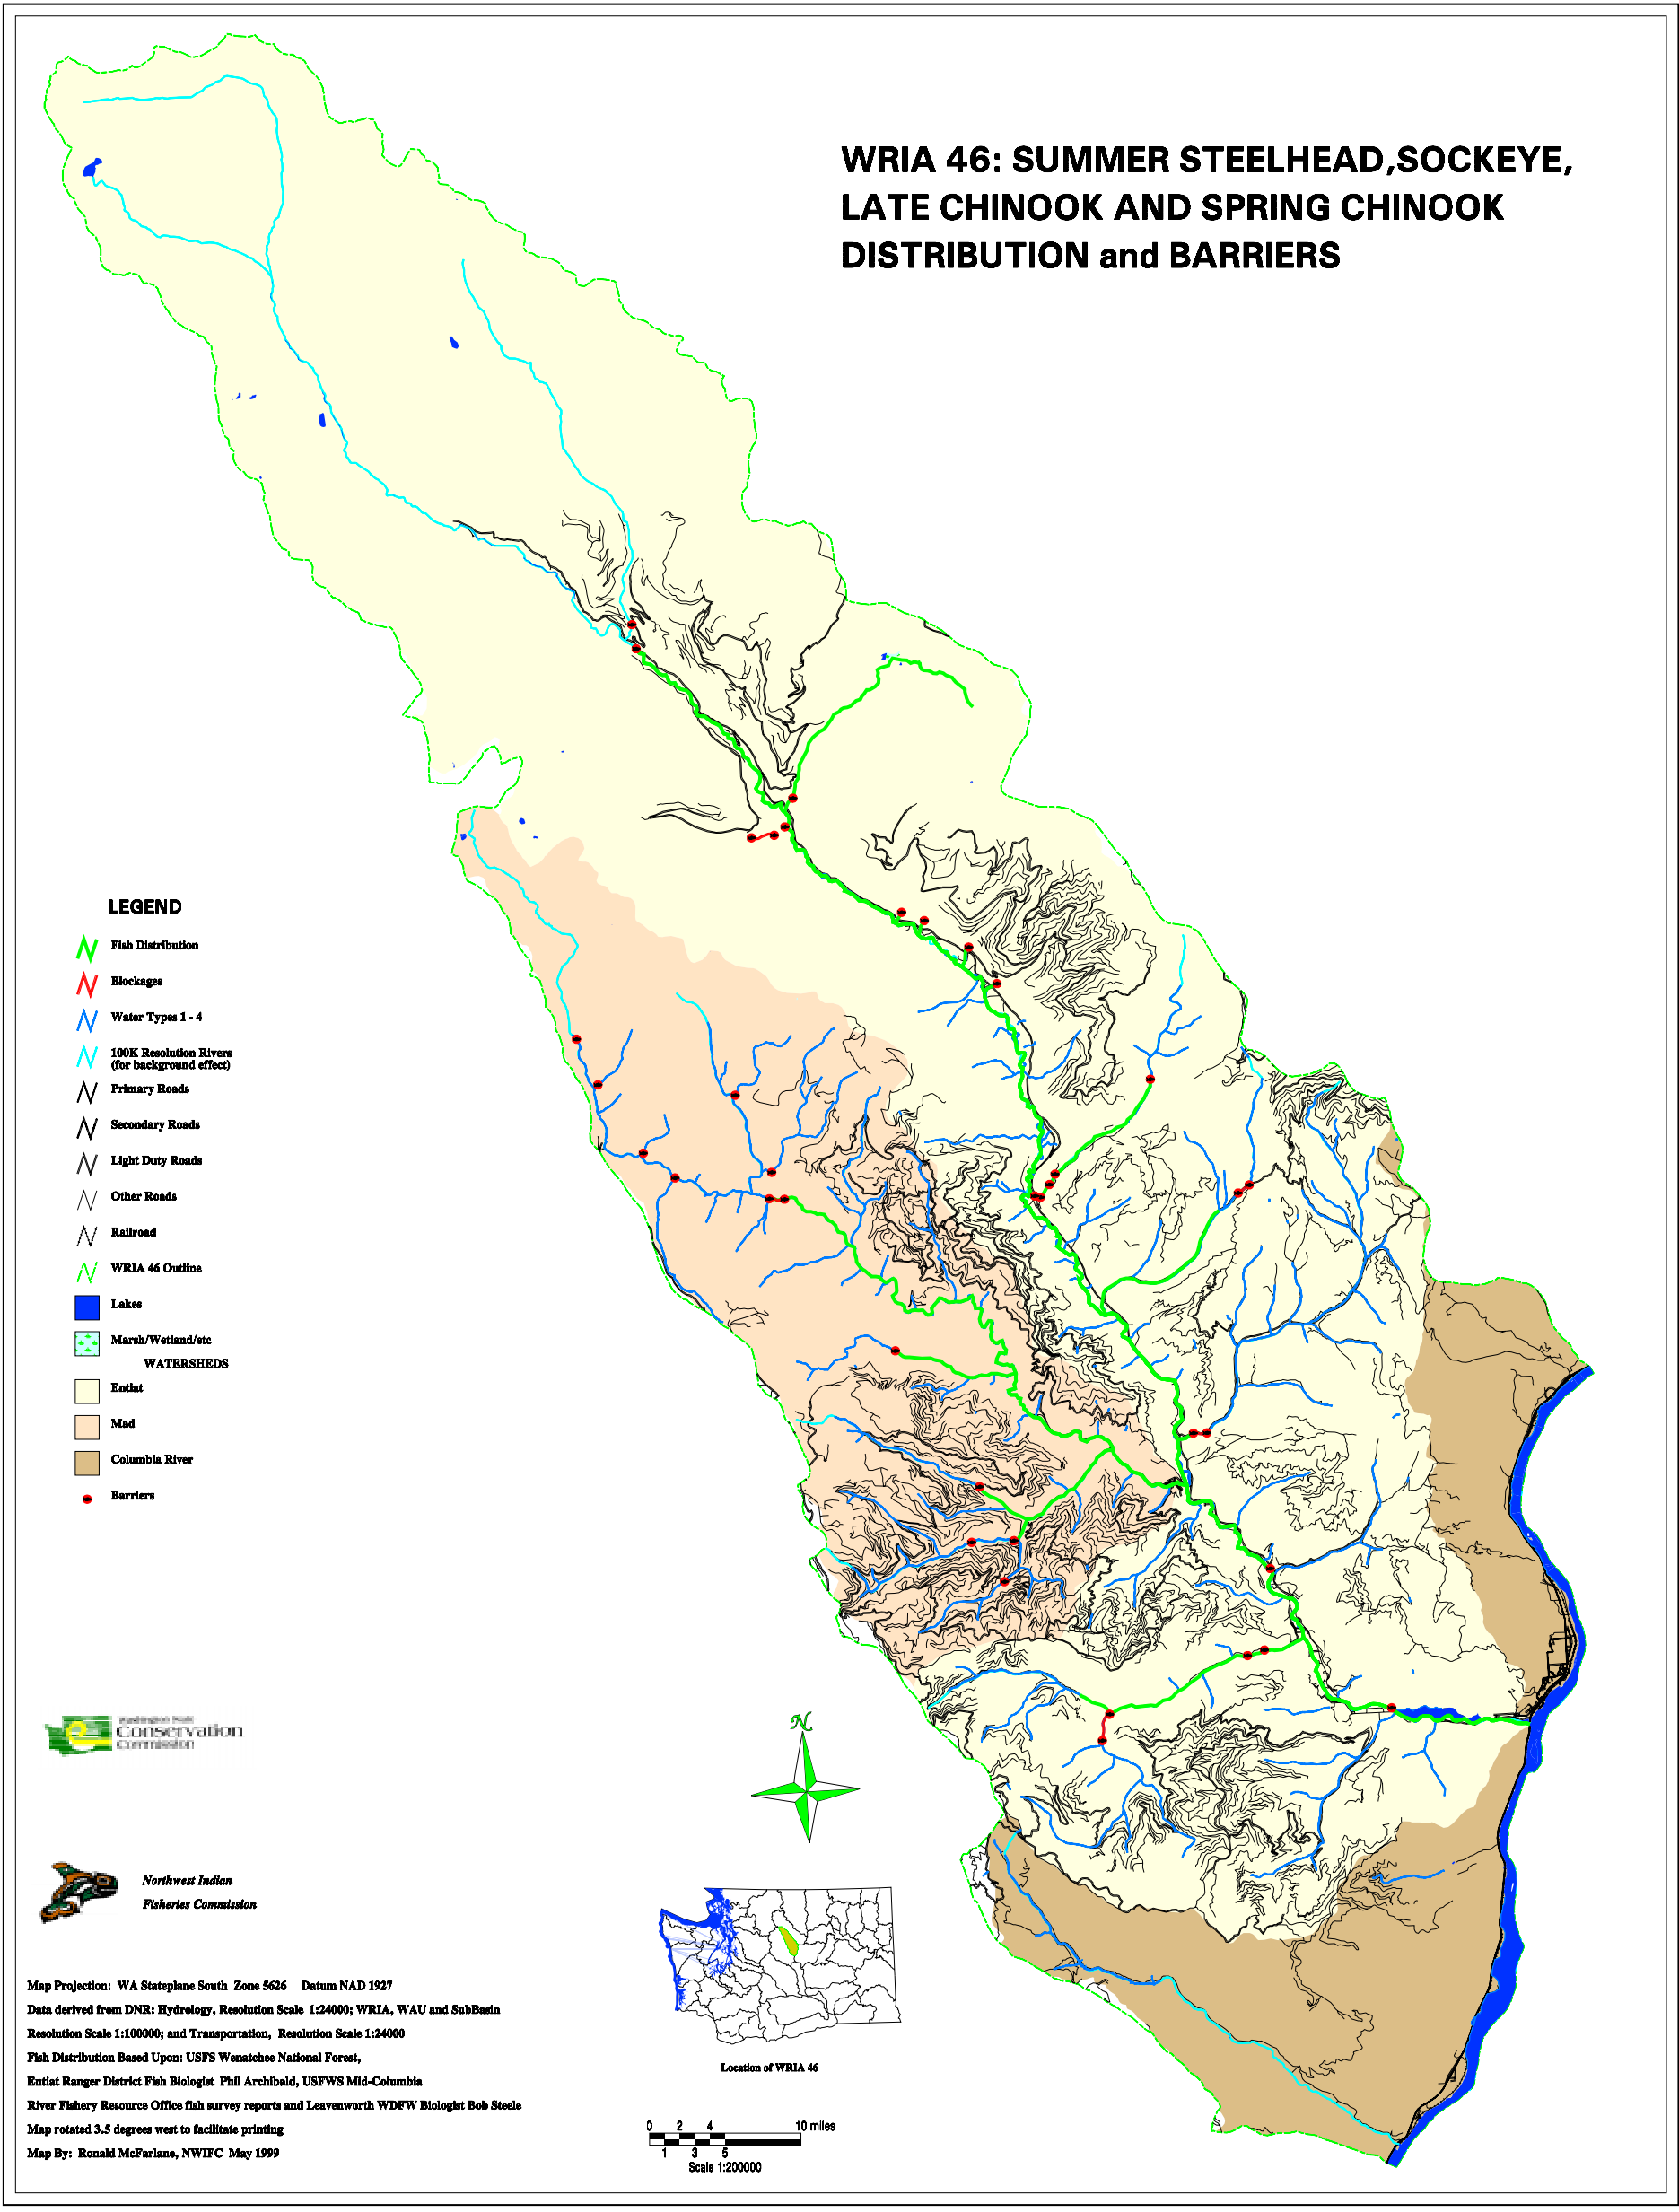 WRIA 46: SUMMER STEELHEAD,SOCKEYE,
LATE CHINOOK AND SPRING CHINOOK
DISTRIBUTION and BARRIERS
LEGEND
Fish Distribution
Blockages
Water Types 1 - 4
100K Resolution Rivers
(for background effect)
Primary Roads
Secondary Roads
Light Duty Roads
Other Roads
Railroad
WRIA 46 Outline
Lakes
Marsh/Wetland/etc
WATERSHEDS
Entiat
Mad
Columbia River
Barriers
Washington State
Conservation
Commission
N
Northwest Indian
Fisheries Commission
Map Projection: WA Stateplane South Zone 5626 Datum NAD 1927
Data derived from DNR: Hydrology, Resolution Scale 1:24000; WRIA, WAU and SubBasin
Resolution Scale 1:100000; and Transportation, Resolution Scale 1:24000
Fish Distribution Based Upon: USFS Wenatchee National Forest,
Entiat Ranger District Fish Biologist Phil Archibald, USFWS Mid-Columbia
River Fishery Resource Office fish survey reports and Leavenworth WDFW Biologist Bob Steele
Map rotated 3.5 degrees west to facilitate printing
Map By: Ronald McFarlane, NWIFC May 1999
Location of WRIA 46
0 2 4 10 miles
1 3 5
Scale 1:200000